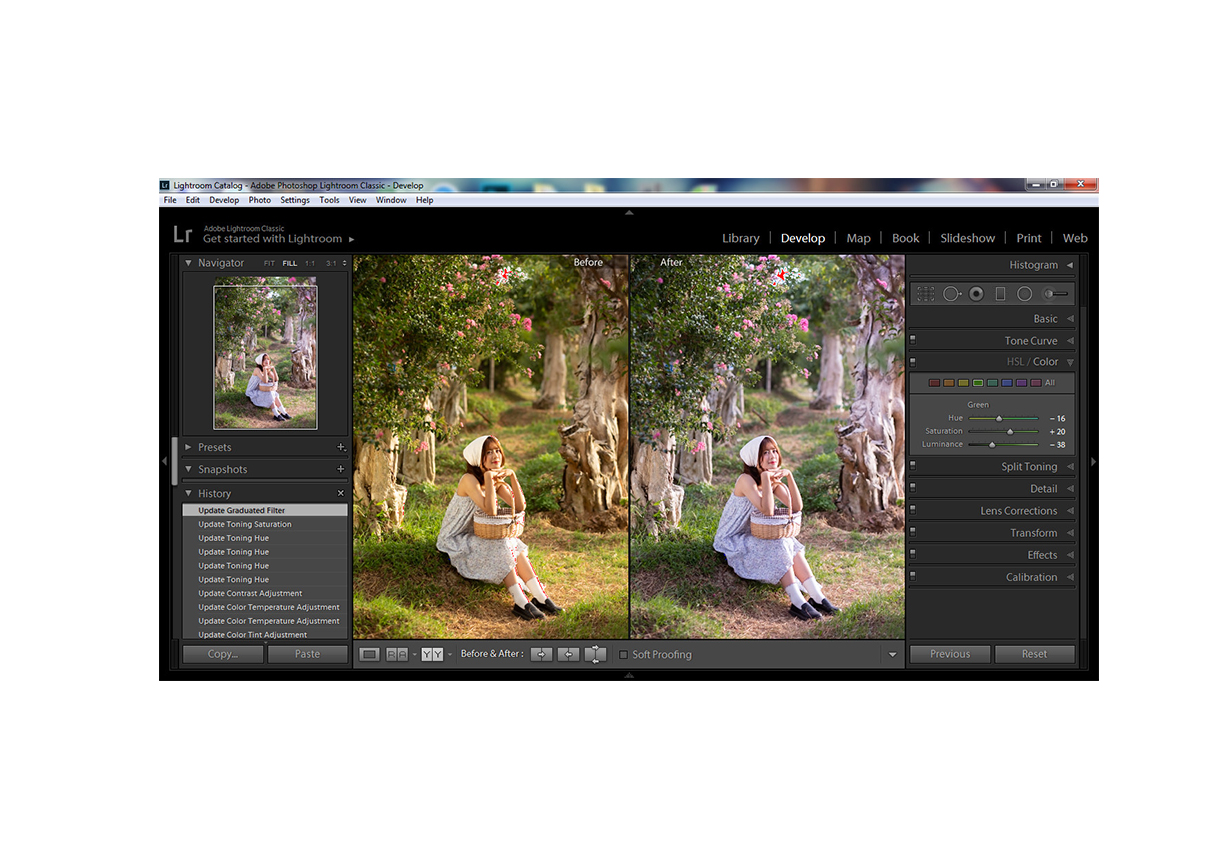 Lightroom Catalog - Adobe Photoshop Lightroom Classic - Develop
File Edit Develop Photo Settings Tools View Window Help
Lr
Adobe Lightroom Classic
Get started with Lightroom
Library | Develop | Map | Book | Slideshow | Print | Web
Navigator FIT FILL 1:1 3:1
Before
After
Presets
Snapshots
History
Update Graduated Filter
Update Toning Saturation
Update Toning Hue
Update Toning Hue
Update Toning Hue
Update Toning Hue
Update Contrast Adjustment
Update Color Temperature Adjustment
Update Color Temperature Adjustment
Update Color Tint Adjustment
Copy... Paste
R A Y Y Before & After : Soft Proofing
Histogram
Basic
Tone Curve
HSL / Color
All
Green
Hue – 16
Saturation + 20
Luminance – 38
Split Toning
Detail
Lens Corrections
Transform
Effects
Calibration
Previous Reset